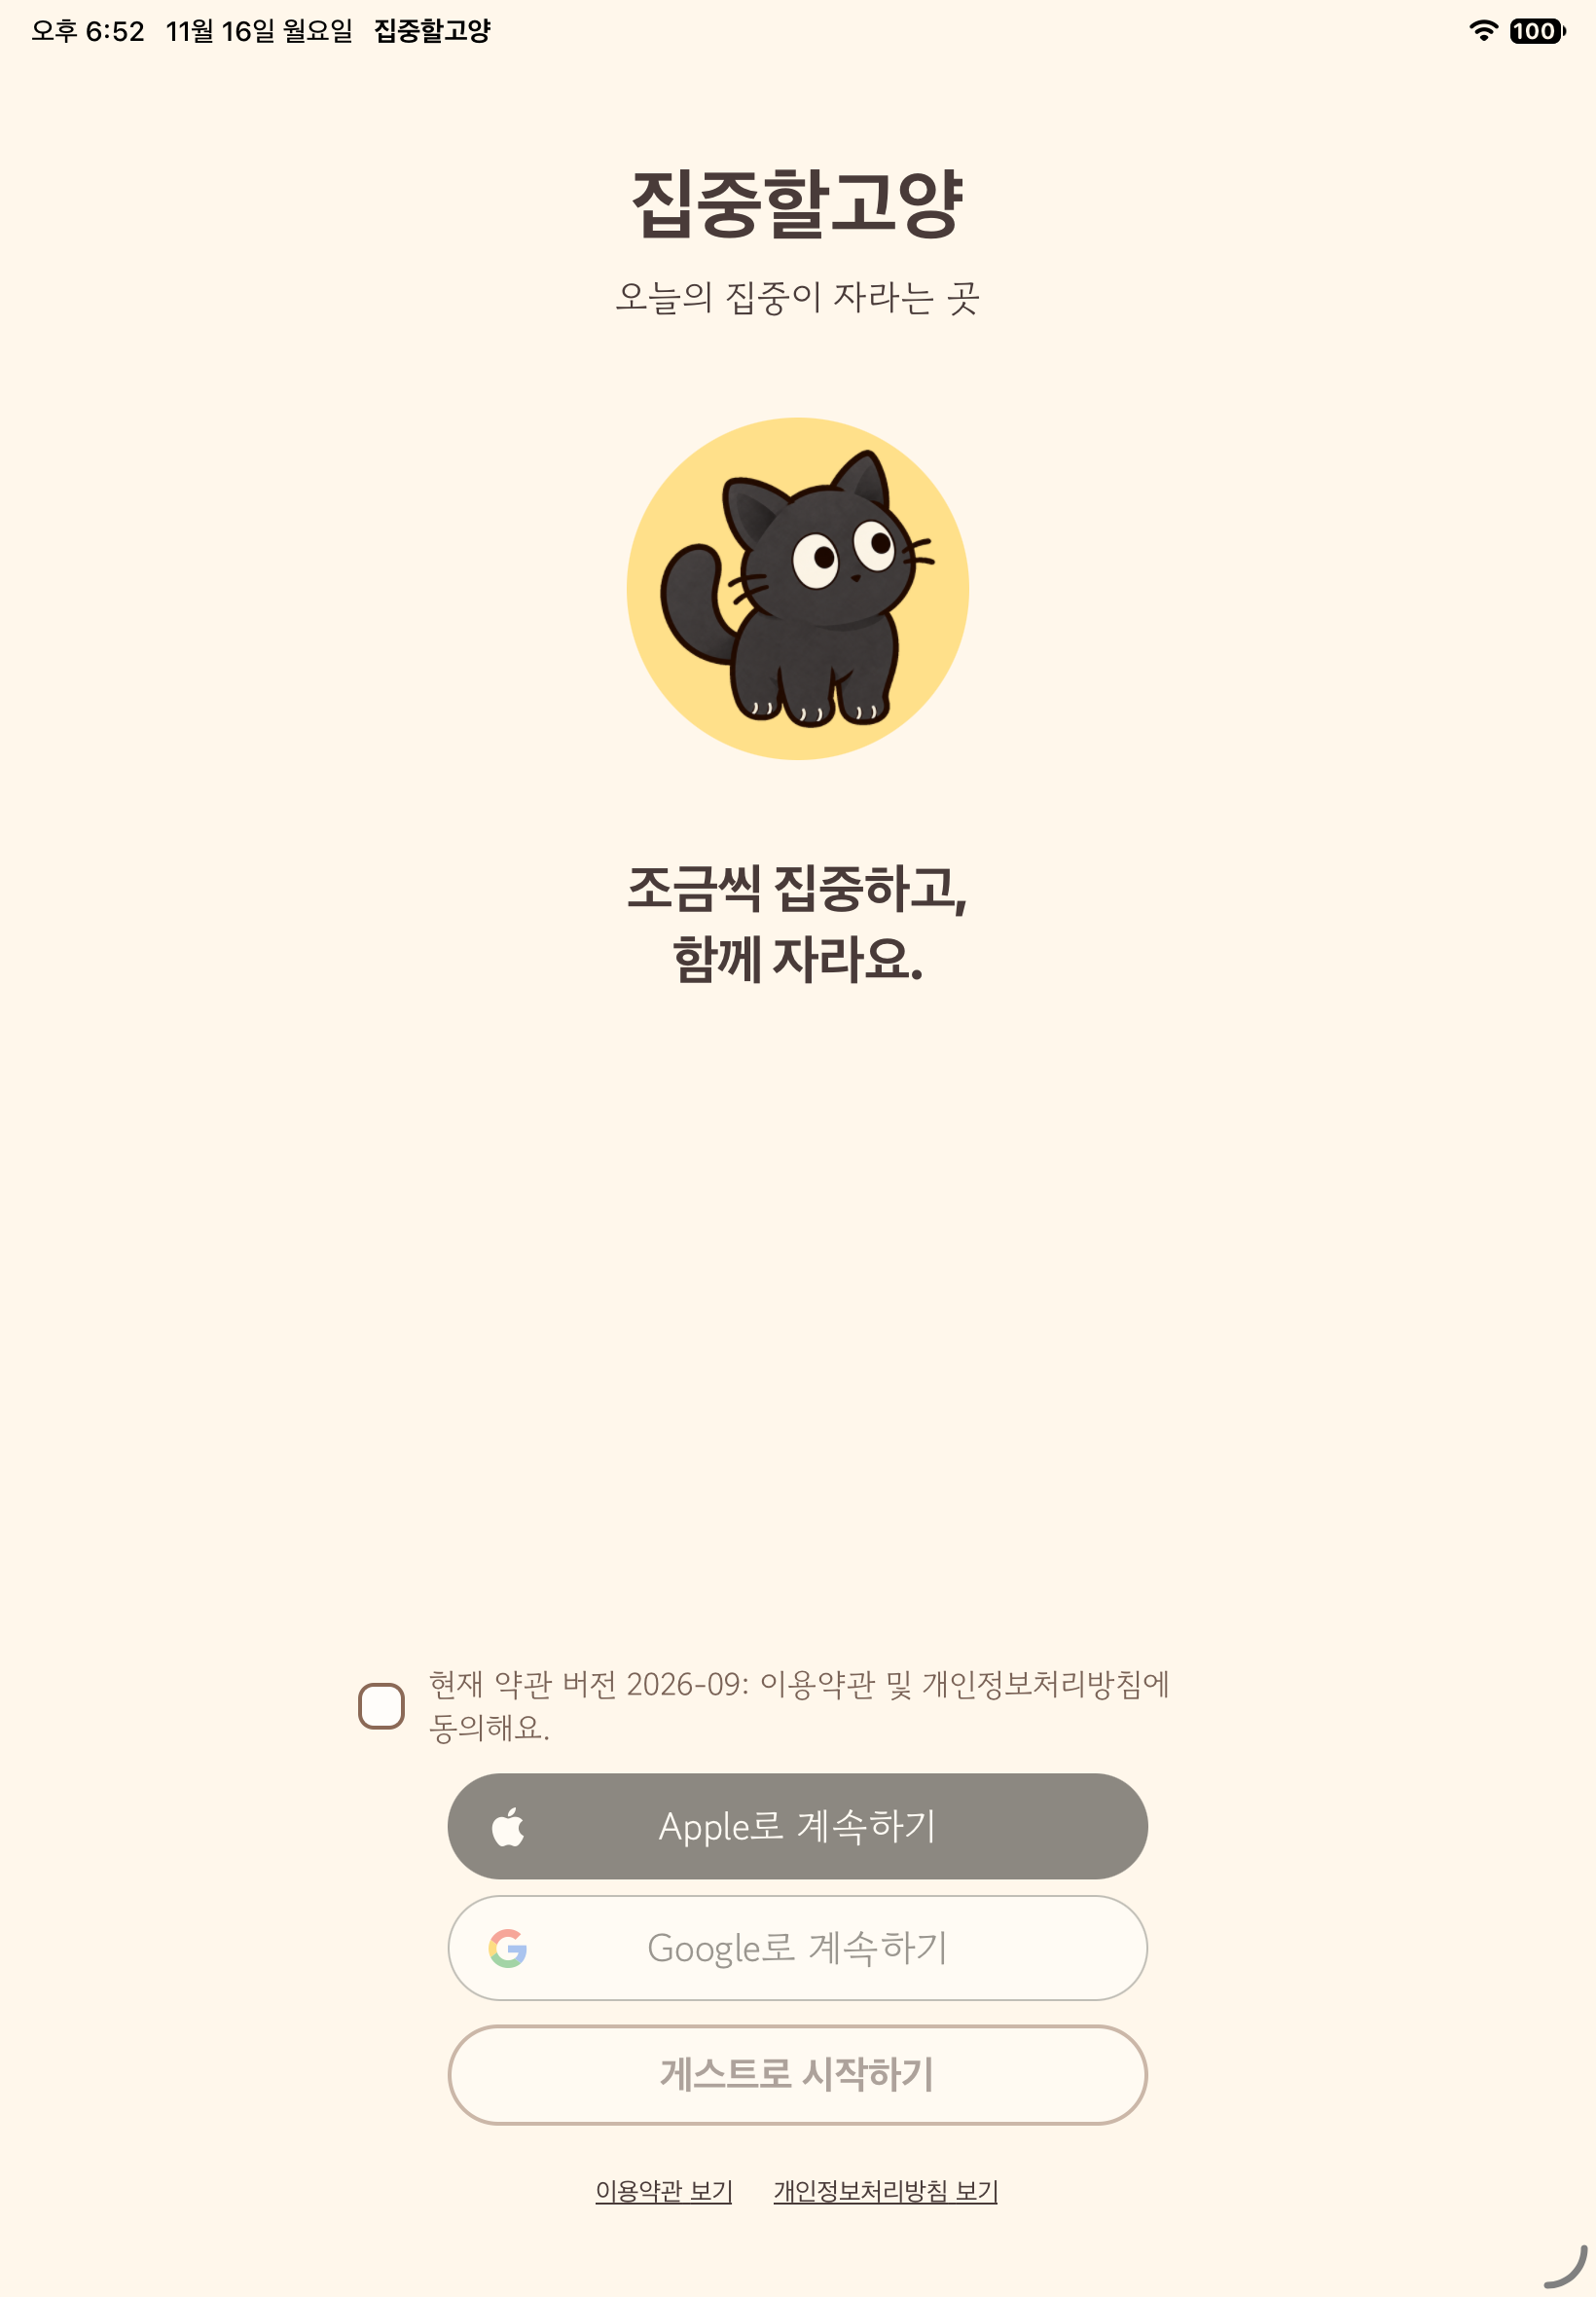 오후 6:52 11월 16일 월요일 집중할고양
100
집중할고양
오늘의 집중이 자라는 곳
조금씩 집중하고,
함께 자라요.
현재 약관 버전 2026-09: 이용약관 및 개인정보처리방침에
동의해요.
Apple로 계속하기
Google로 계속하기
게스트로 시작하기
이용약관 보기 개인정보처리방침 보기